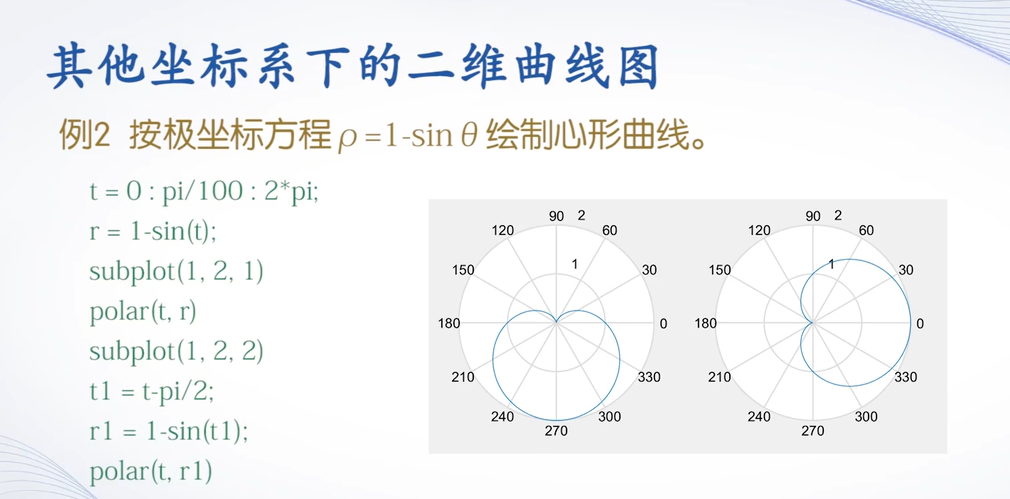 其他坐标系下的二维曲线图
例2 按极坐标方程 ρ=1-sin θ 绘制心形曲线。
t = 0 : pi/100 : 2*pi;
r = 1-sin(t);
subplot(1, 2, 1)
polar(t, r)
subplot(1, 2, 2)
t1 = t-pi/2;
r1 = 1-sin(t1);
polar(t, r1)
90 2
120 60
1
150 30
180 0
210 330
240 300
270
90 2
120 60
1
150 30
180 0
210 330
240 300
270